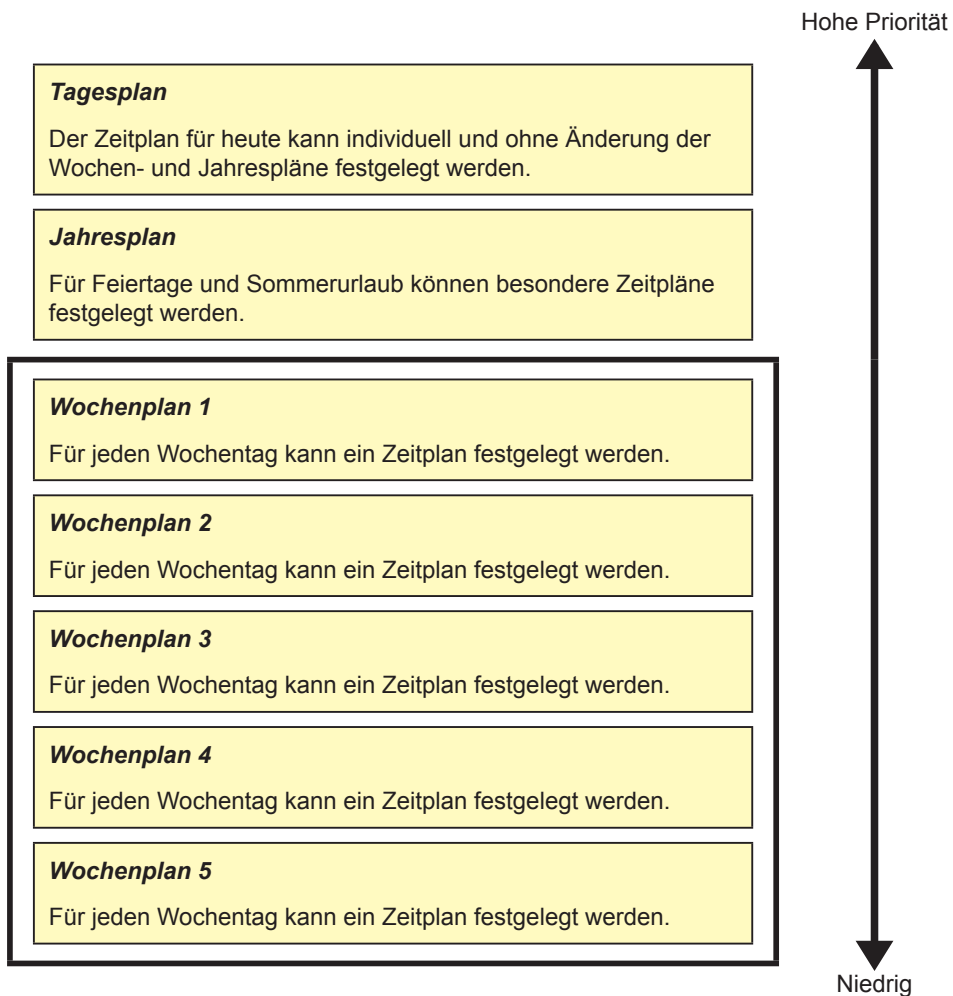 Hohe Priorität
Tagesplan
Der Zeitplan für heute kann individuell und ohne Änderung der
Wochen- und Jahrespläne festgelegt werden.
Jahresplan
Für Feiertage und Sommerurlaub können besondere Zeitpläne
festgelegt werden.
Wochenplan 1
Für jeden Wochentag kann ein Zeitplan festgelegt werden.
Wochenplan 2
Für jeden Wochentag kann ein Zeitplan festgelegt werden.
Wochenplan 3
Für jeden Wochentag kann ein Zeitplan festgelegt werden.
Wochenplan 4
Für jeden Wochentag kann ein Zeitplan festgelegt werden.
Wochenplan 5
Für jeden Wochentag kann ein Zeitplan festgelegt werden.
Niedrig